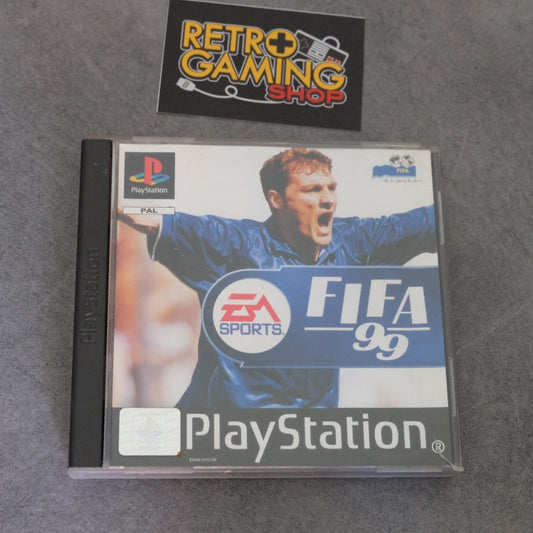 RETRO
GAMING
SHOP
PlayStation
PlayStation
PAL
FIFA
EA
SPORTS
FIFA
99
PlayStation®